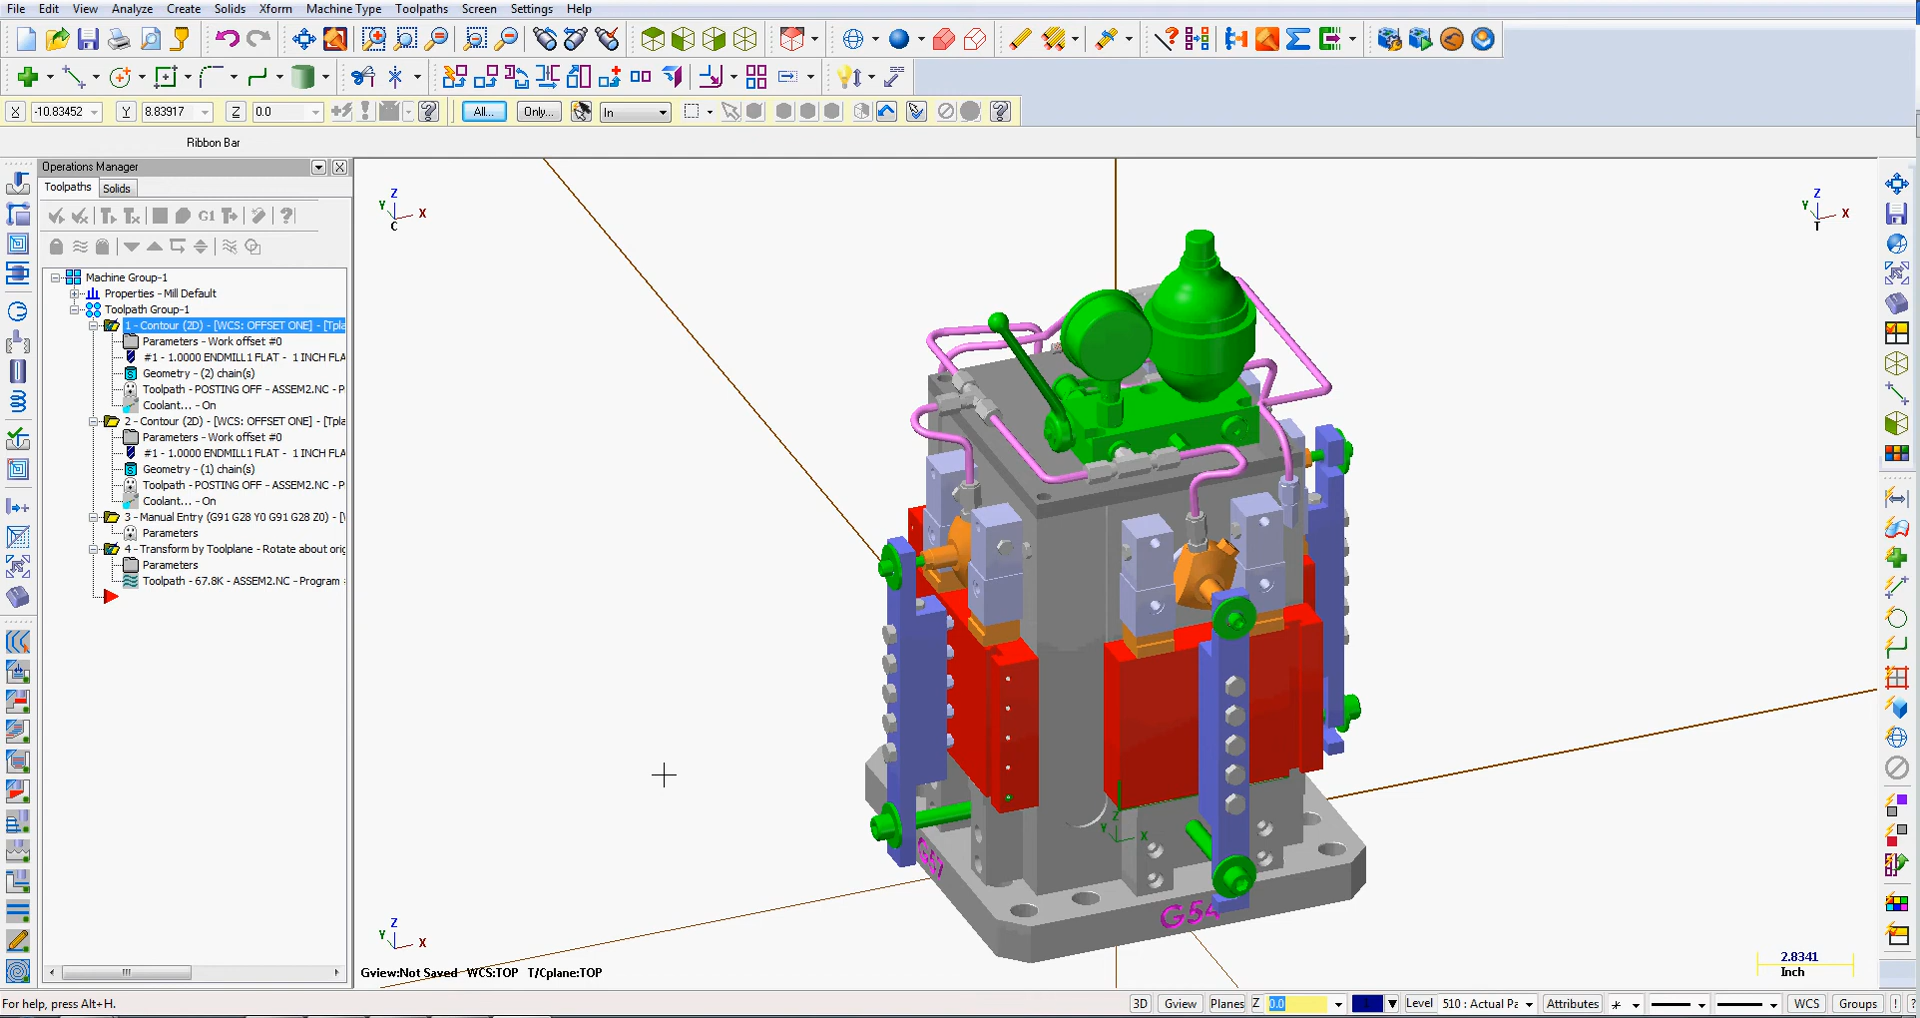 File Edit View Analyze Create Solids Xform Machine Type Toolpaths Screen Settings Help
G1
X -10.83452 Y 8.83917 Z 0.0 All... Only... In
Ribbon Bar
Operations Manager
Toolpaths Solids
Machine Group-1
Properties - Mill Default
Toolpath Group-1
1 - Contour (2D) - [WCS: OFFSET ONE] - [Tpla
Parameters - Work offset #0
#1 - 1.0000 ENDMILL1 FLAT - 1 INCH FLA
Geometry - (2) chain(s)
Toolpath - POSTING OFF - ASSEM2.NC - P
Coolant... - On
2 - Contour (2D) - [WCS: OFFSET ONE] - [Tpla
Parameters - Work offset #0
#1 - 1.0000 ENDMILL1 FLAT - 1 INCH FLA
Geometry - (1) chain(s)
Toolpath - POSTING OFF - ASSEM2.NC - P
Coolant... - On
3 - Manual Entry (G91 G28 Y0 G91 G28 Z0) - [
Parameters
4 - Transform by Toolplane - Rotate about orig
Parameters
Toolpath - 67.8K - ASSEM2.NC - Program
Z
Y X
C
Z
Y X
T
Z
Y X
G57
G54
Z
Y X
Gview:Not Saved WCS:TOP T/Cplane:TOP
2.8341
Inch
For help, press Alt+H.
3D Gview Planes Z 0.0 Level 510 : Actual Pa Attributes WCS Groups ! ?